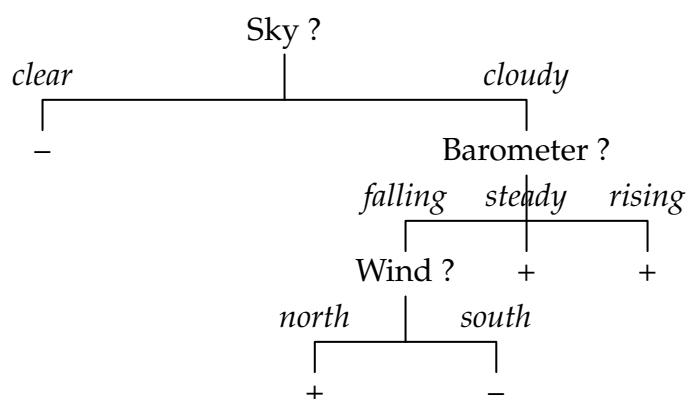 Sky ?
clear cloudy
–
Barometer ?
falling steady rising
Wind ? + +
north south
+ –